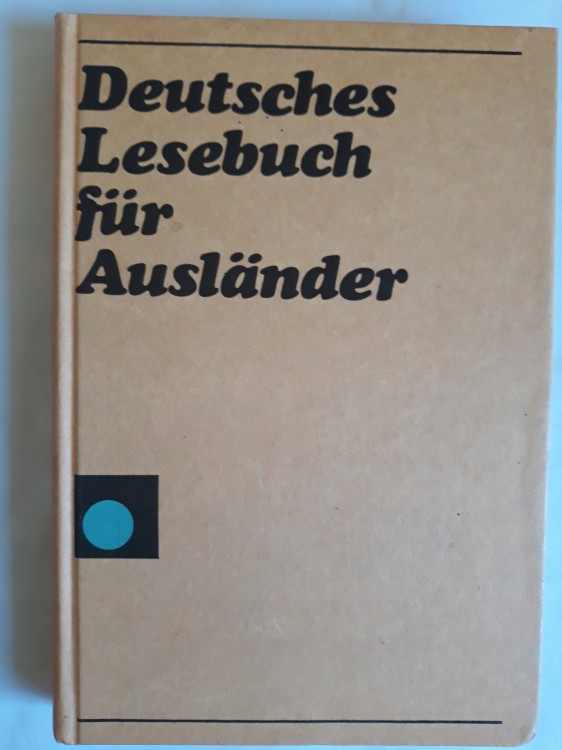 Deutsches
Lesebuch
für
Ausländer